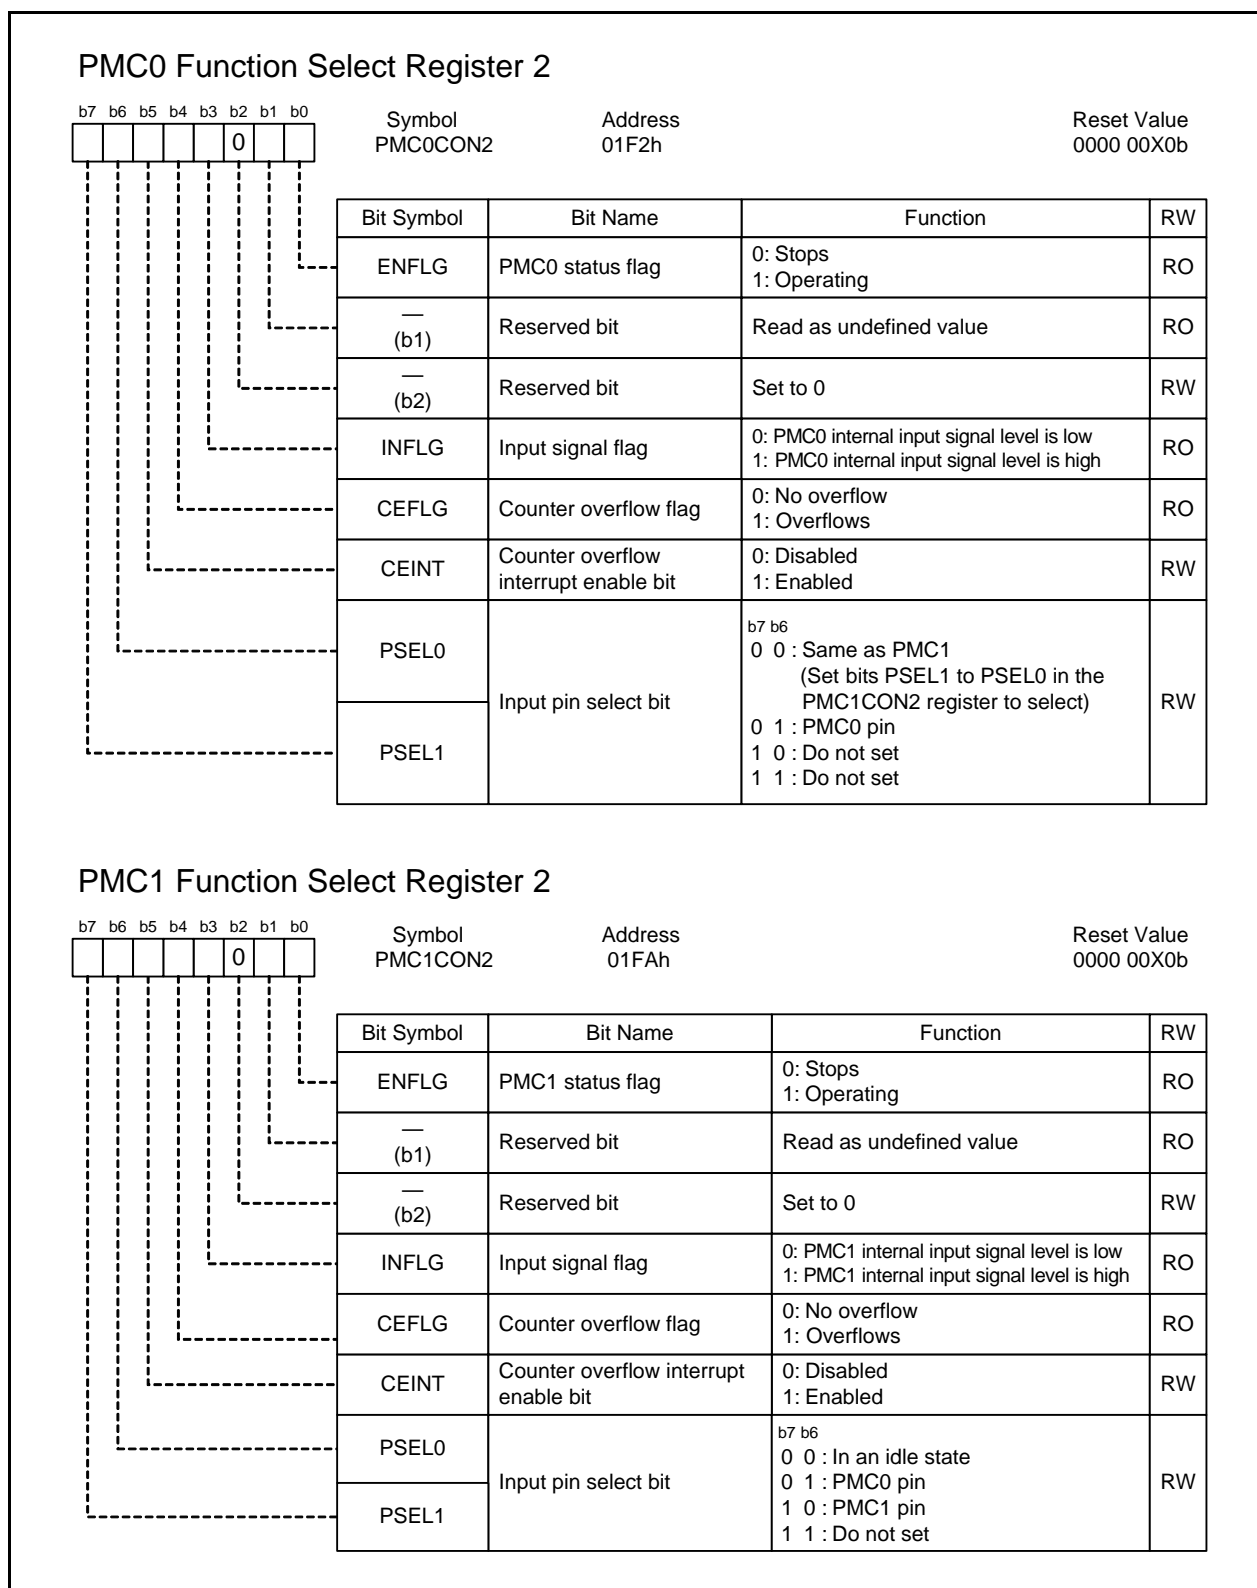 PMC0 Function Select Register 2
b7 b6 b5 b4 b3 b2 b1 b0
0
Symbol Address Reset Value
PMC0CON2 01F2h 0000 00X0b
Bit Symbol Bit Name Function RW
ENFLG PMC0 status flag 0: Stops
1: Operating RO
—
(b1) Reserved bit Read as undefined value RO
—
(b2) Reserved bit Set to 0 RW
INFLG Input signal flag 0: PMC0 internal input signal level is low
1: PMC0 internal input signal level is high RO
CEFLG Counter overflow flag 0: No overflow
1: Overflows RO
CEINT Counter overflow
interrupt enable bit 0: Disabled
1: Enabled RW
PSEL0
PSEL1
Input pin select bit
b7 b6
0 0 : Same as PMC1
(Set bits PSEL1 to PSEL0 in the
PMC1CON2 register to select)
0 1 : PMC0 pin
1 0 : Do not set
1 1 : Do not set
RW
PMC1 Function Select Register 2
b7 b6 b5 b4 b3 b2 b1 b0
0
Symbol Address Reset Value
PMC1CON2 01FAh 0000 00X0b
Bit Symbol Bit Name Function RW
ENFLG PMC1 status flag 0: Stops
1: Operating RO
—
(b1) Reserved bit Read as undefined value RO
—
(b2) Reserved bit Set to 0 RW
INFLG Input signal flag 0: PMC1 internal input signal level is low
1: PMC1 internal input signal level is high RO
CEFLG Counter overflow flag 0: No overflow
1: Overflows RO
CEINT Counter overflow interrupt
enable bit 0: Disabled
1: Enabled RW
PSEL0
PSEL1
Input pin select bit
b7 b6
0 0 : In an idle state
0 1 : PMC0 pin
1 0 : PMC1 pin
1 1 : Do not set
RW